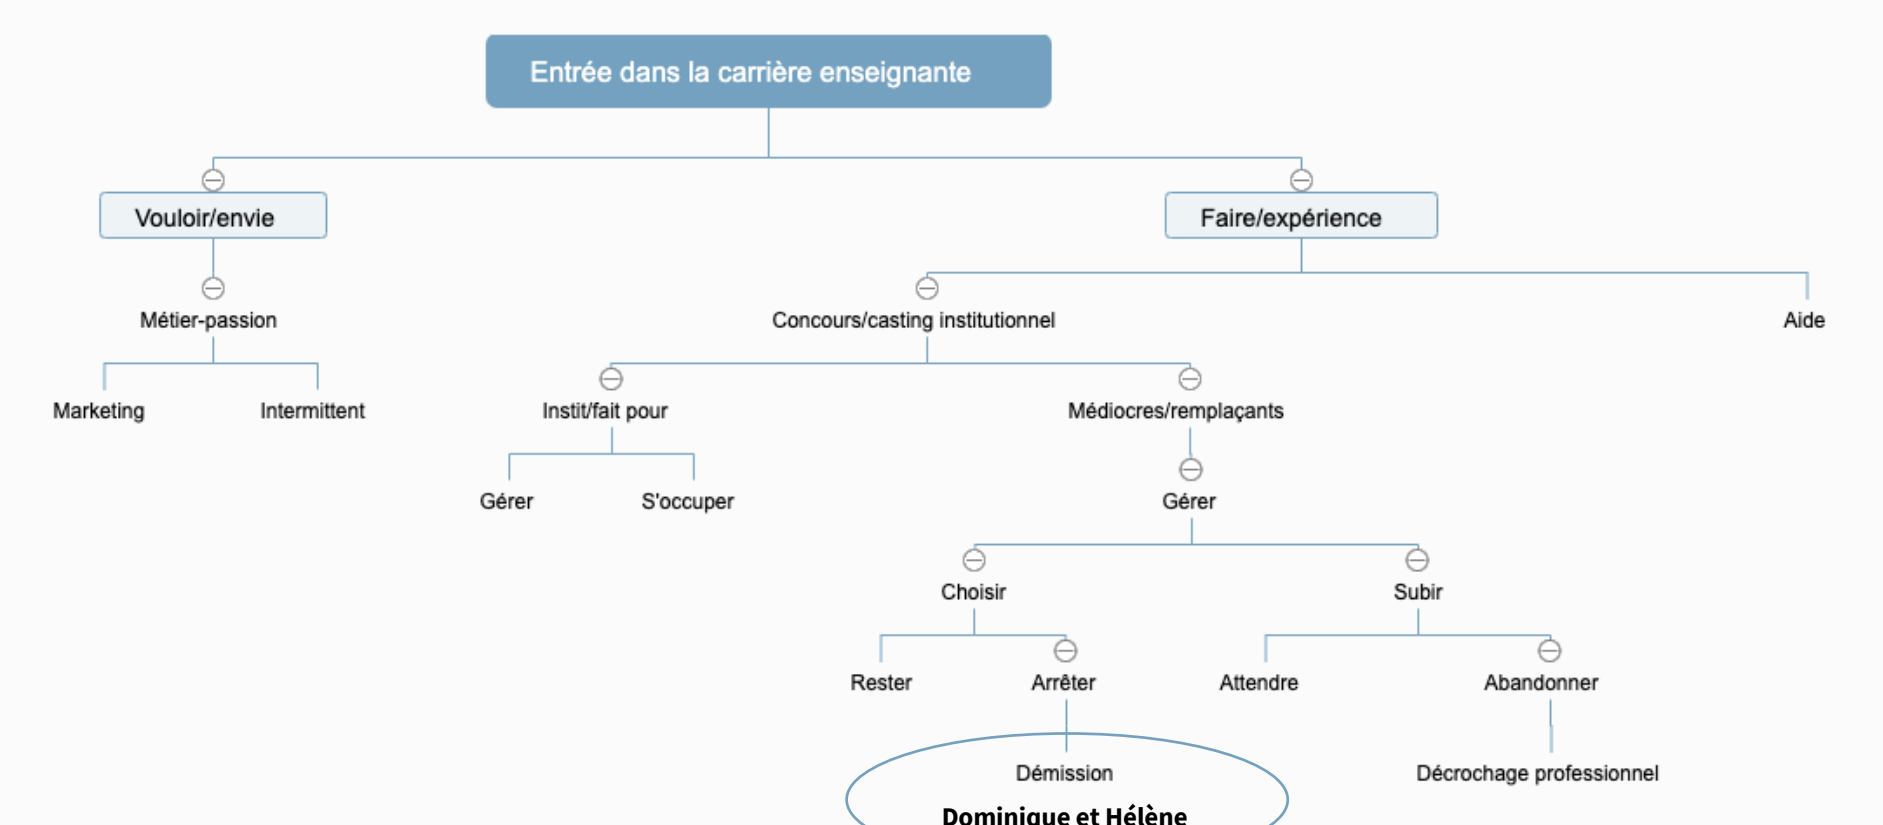 Entrée dans la carrière enseignante
Vouloir/envie
Faire/expérience
Métier-passion
Concours/casting institutionnel
Aide
Marketing
Intermittent
Instit/fait pour
Médiocres/remplaçants
Gérer
S'occuper
Gérer
Choisir
Subir
Rester
Arrêter
Attendre
Abandonner
Démission
Décrochage professionnel
Dominique et Hélène